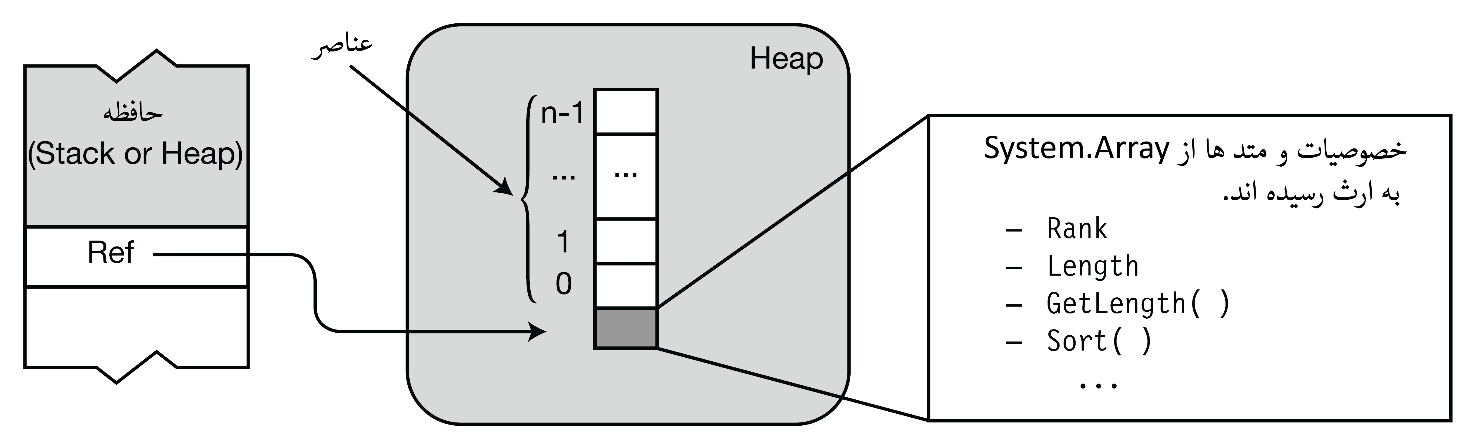 عناصر
Heap
حافظه
(Stack or Heap)
Ref
n-1
...
...
1
0
خصوصیات و متد ها از System.Array
به ارث رسیده اند.
– Rank
– Length
– GetLength( )
– Sort( )
...